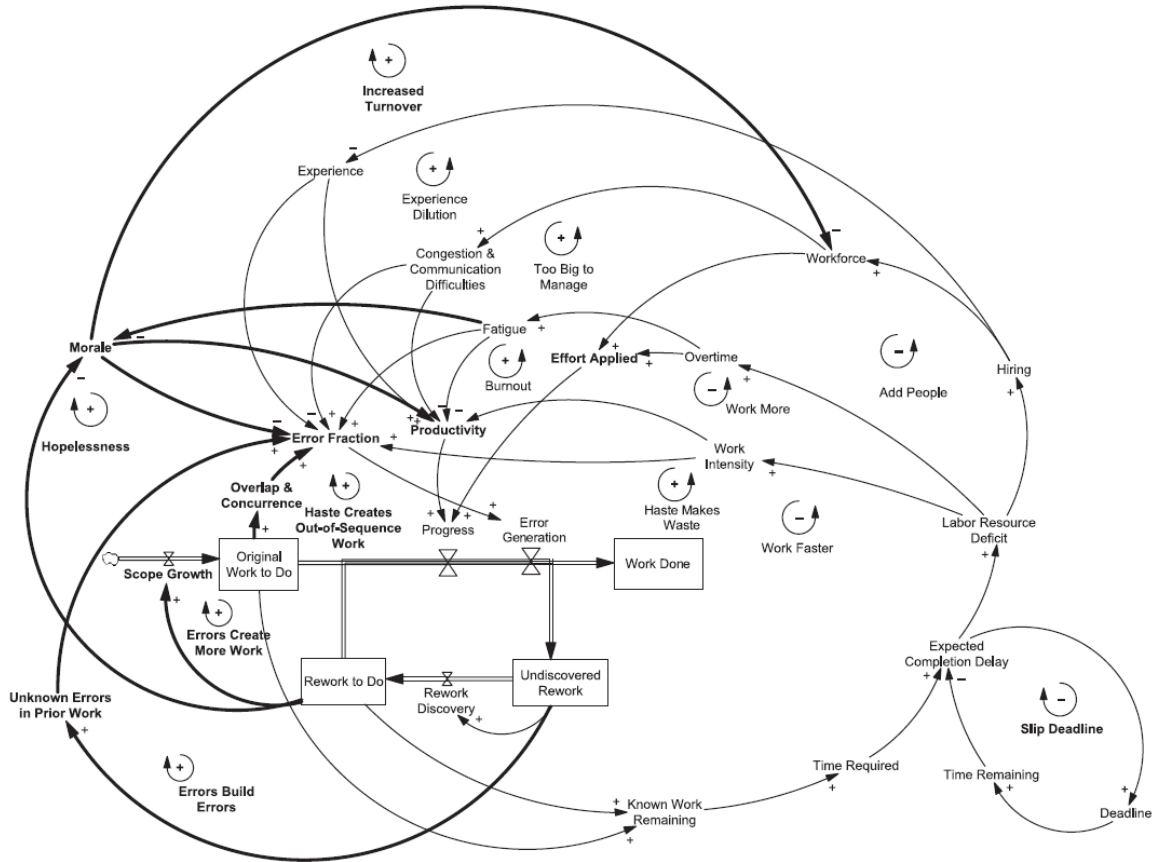 Increased
Turnover
Experience
Experience
Dilution
Congestion &
Communication
Difficulties
Too Big to
Manage
Workforce
Morale
Fatigue
Burnout
Effort Applied
Overtime
Work More
Add People
Hiring
Hopelessness
Error Fraction
Productivity
Work
Intensity
Overlap &
Concurrence
Haste Creates
Out-of-Sequence
Work
Progress
Error
Generation
Haste Makes
Waste
Work Faster
Labor Resource
Deficit
Scope Growth
Original
Work to Do
Work Done
Errors Create
More Work
Unknown Errors
in Prior Work
Rework to Do
Rework
Discovery
Undiscovered
Rework
Expected
Completion Delay
Slip Deadline
Errors Build
Errors
Time Required
Time Remaining
Known Work
Remaining
Deadline